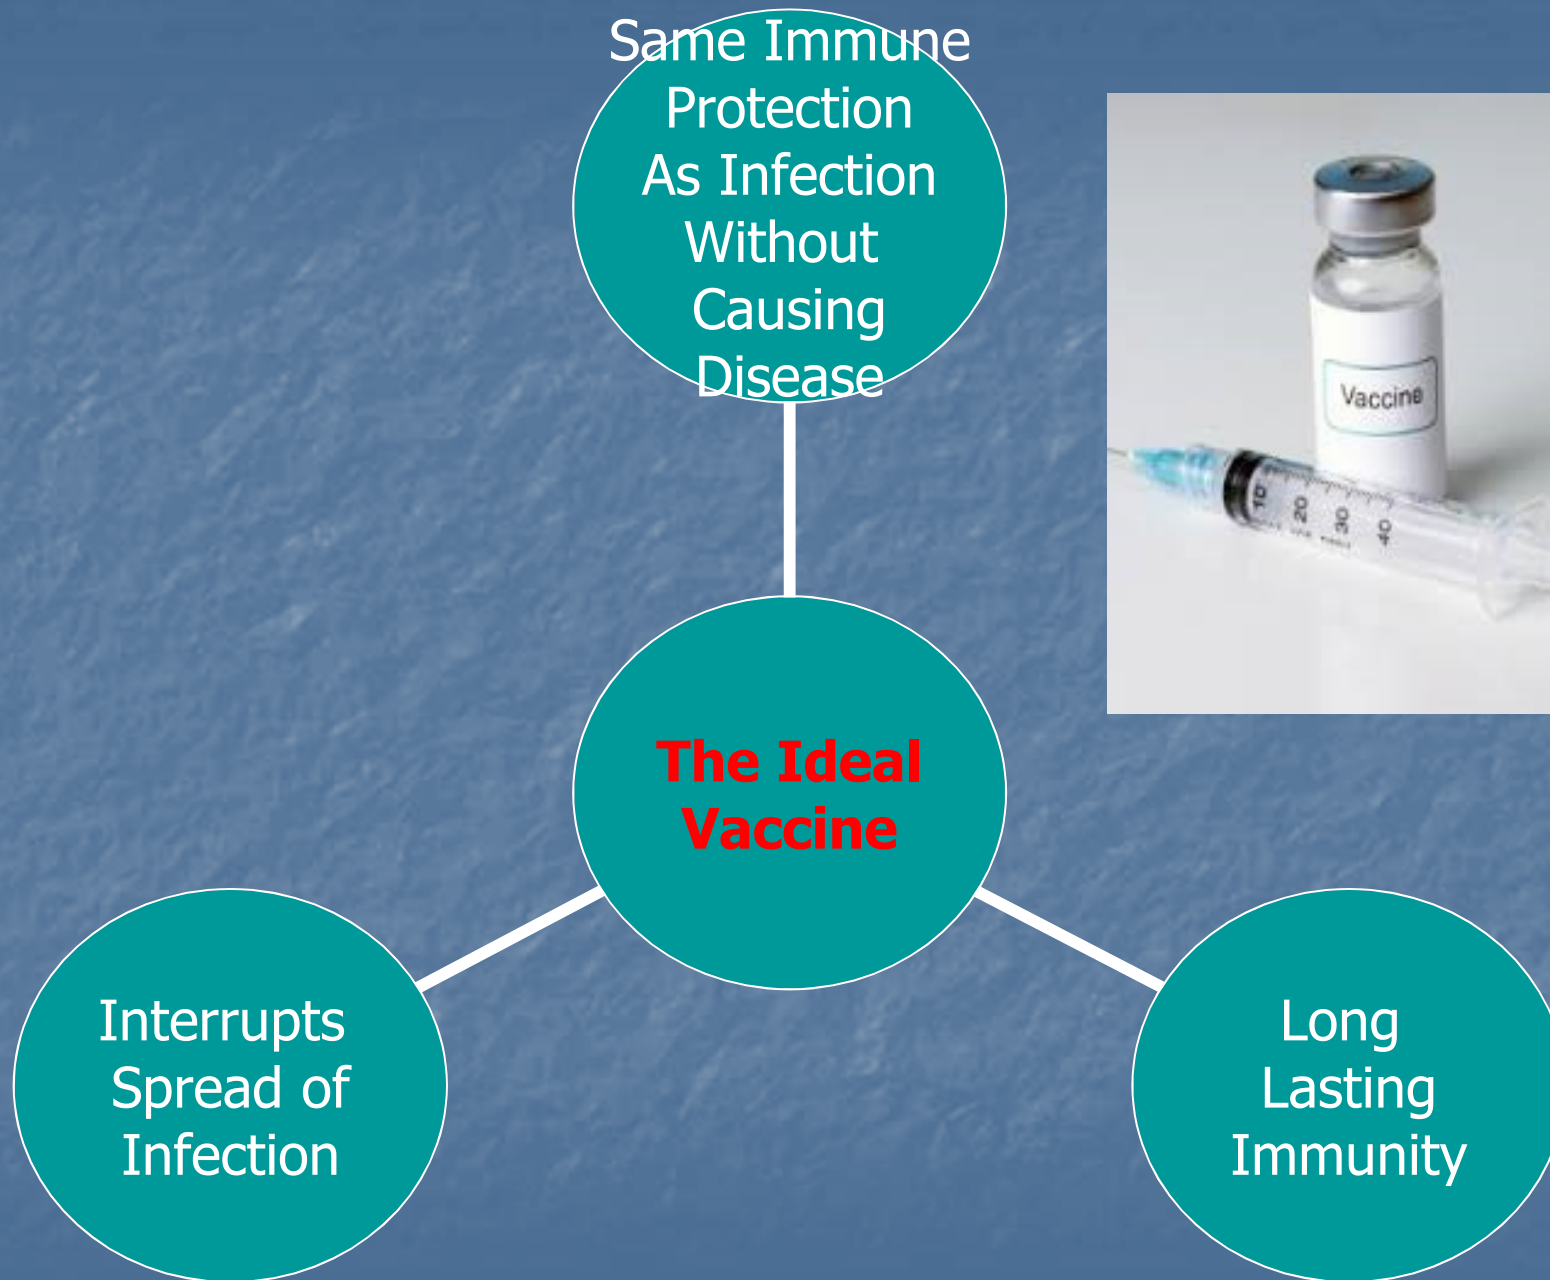 Same Immune
Protection
As Infection
Without
Causing
Disease
Vaccine
10
20
30
40
The Ideal
Vaccine
Interrupts
Spread of
Infection
Long
Lasting
Immunity